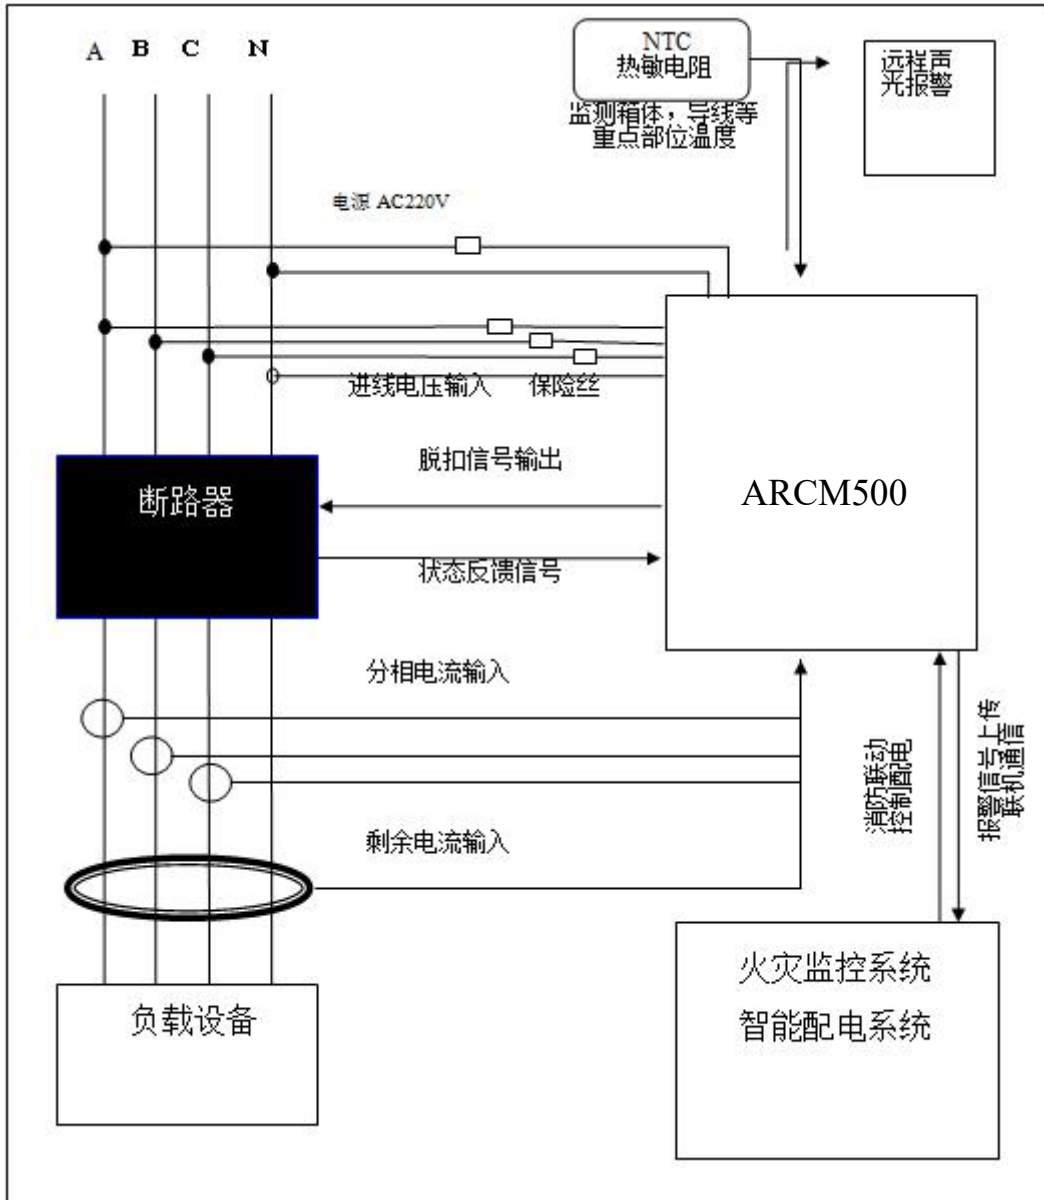 A B C N
NTC
热敏电阻
监测箱体，导线等
重点部位温度
远程声
光报警
电源 AC220V
进线电压输入 保险丝
脱扣信号输出
断路器
ARCM500
状态反馈信号
分相电流输入
消防联动
控制配电
报警信号上传
联机通信
剩余电流输入
负载设备
火灾监控系统
智能配电系统